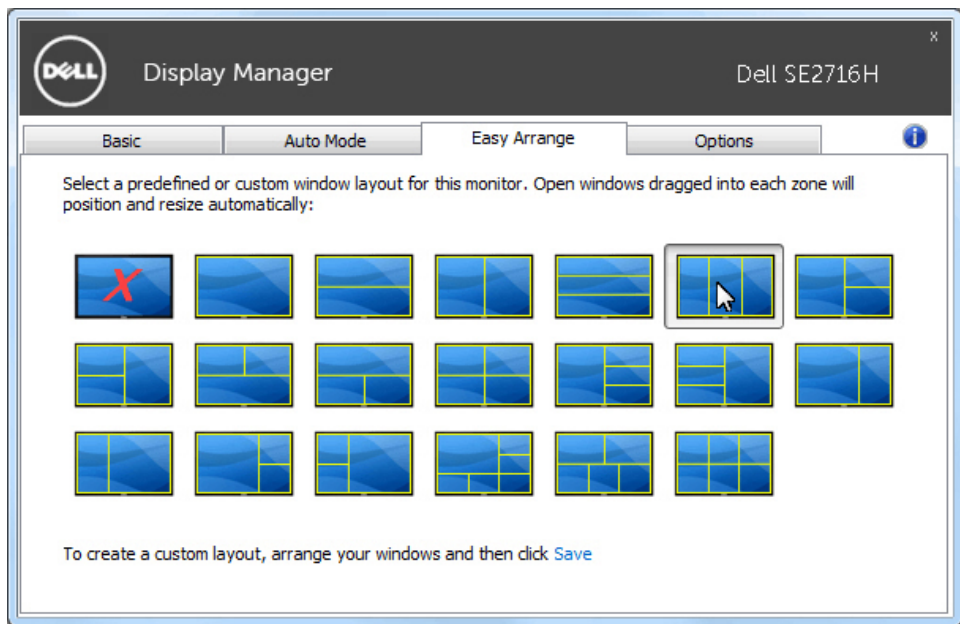 x
DELL
Display Manager
Dell SE2716H
Basic
Auto Mode
Easy Arrange
Options
i
Select a predefined or custom window layout for this monitor. Open windows dragged into each zone will
position and resize automatically:
X
To create a custom layout, arrange your windows and then click Save